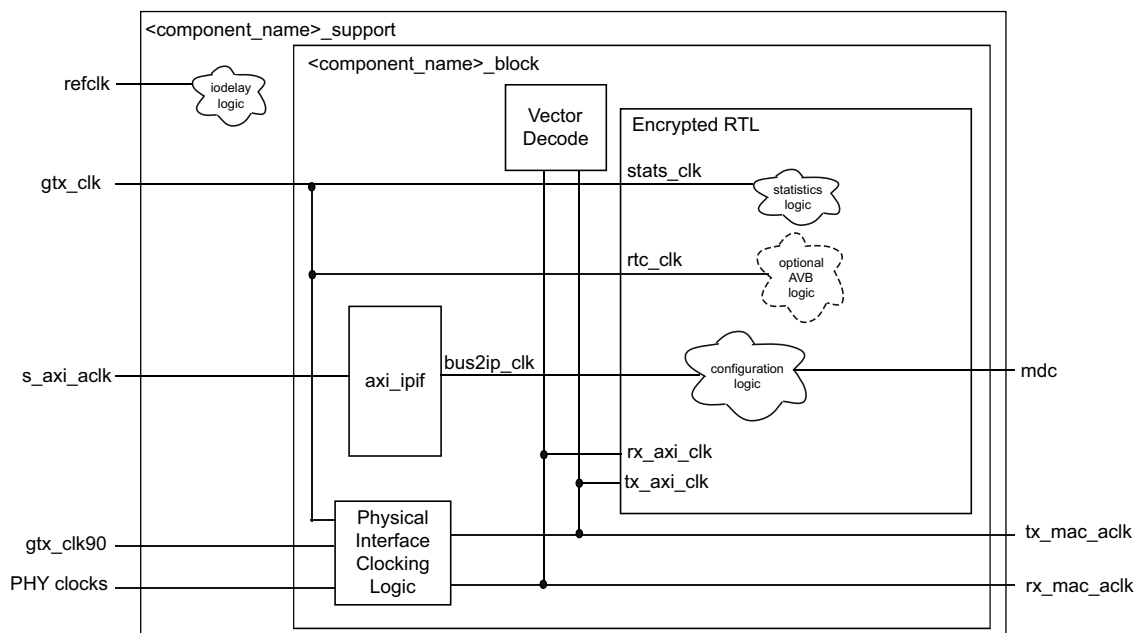 <component_name>_support
<component_name>_block
refclk
iodelay
logic
Vector
Decode
Encrypted RTL
gtx_clk
stats_clk
statistics
logic
rtc_clk
optional
AVB
logic
s_axi_aclk
axi_ipif
bus2ip_clk
configuration
logic
mdc
rx_axi_clk
tx_axi_clk
Physical
Interface
Clocking
Logic
gtx_clk90
PHY clocks
tx_mac_aclk
rx_mac_aclk